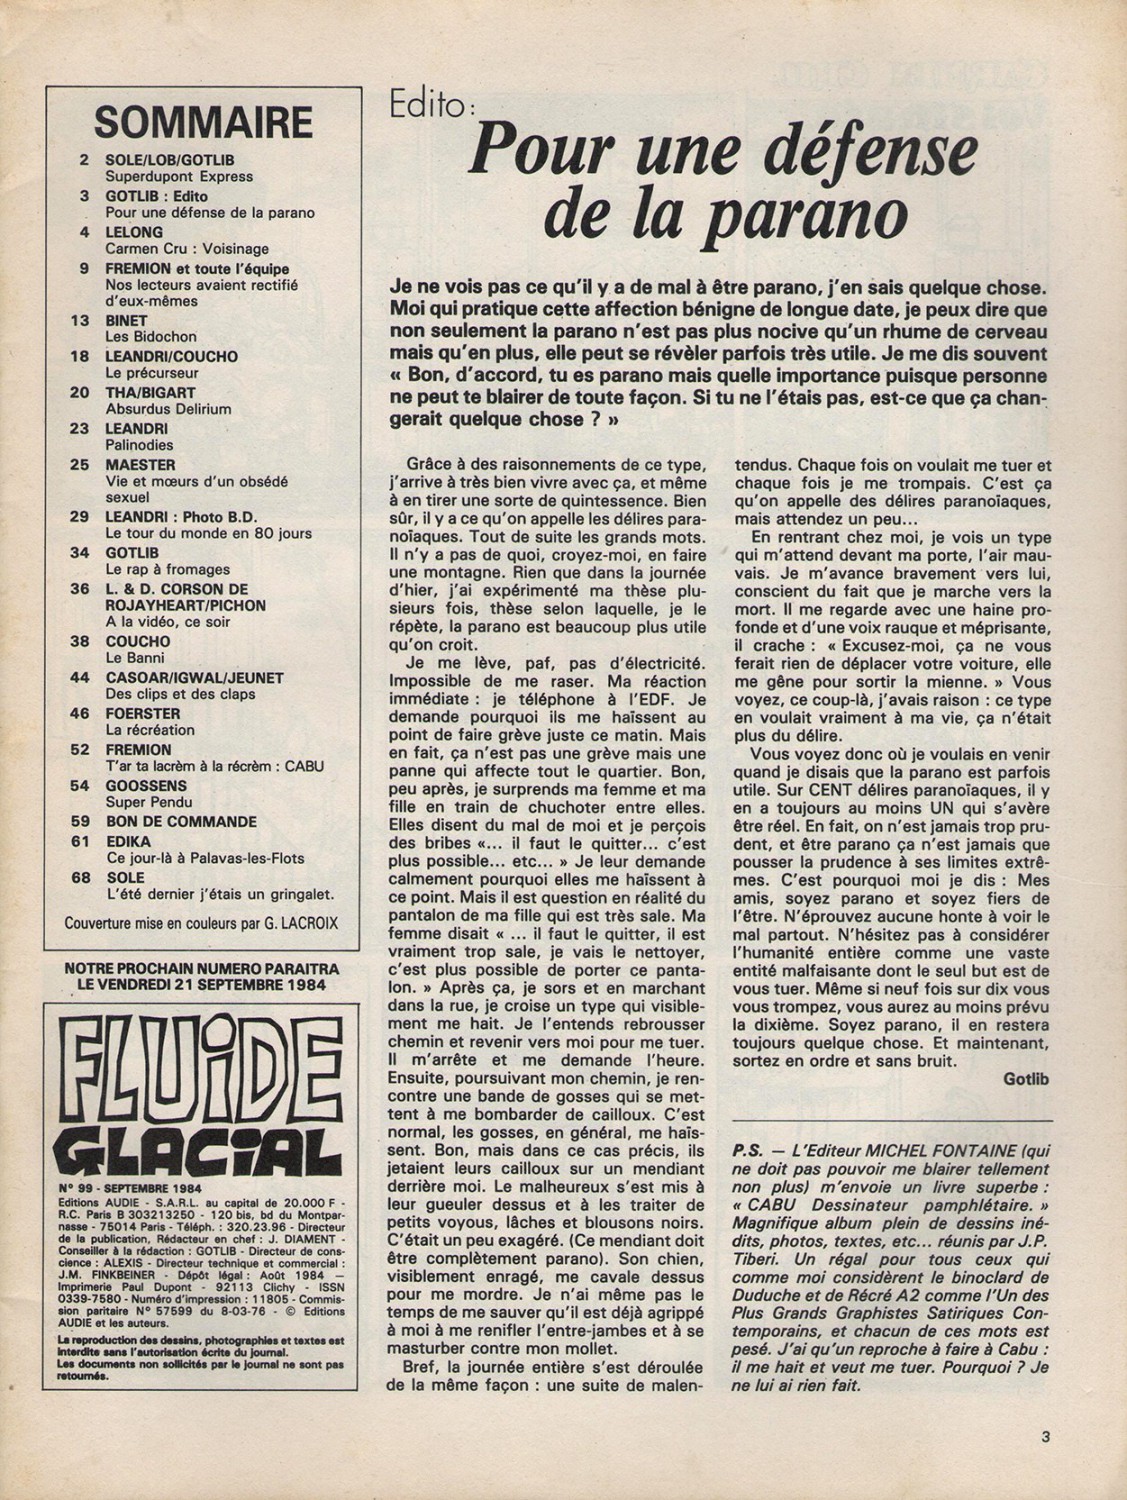 SOMMAIRE
2 SOLE/LOB/GOTLIB
Superdupont Express
3 GOTLIB : Edito
Pour une défense de la parano
4 LELONG
Carmen Cru : Voisinage
9 FREMION et toute l'équipe
Nos lecteurs avaient rectifié
d'eux-mêmes
13 BINET
Les Bidochon
18 LEANDRI/COUCHO
Le précurseur
20 THA/BIGART
Absurdus Delirium
23 LEANDRI
Palinodies
25 MAESTER
Vie et mœurs d'un obsédé
sexuel
29 LEANDRI : Photo B.D.
Le tour du monde en 80 jours
34 GOTLIB
Le rap à fromages
36 L. & D. CORSON DE
ROJAYHEART/PICHON
A la vidéo, ce soir
38 COUCHO
Le Banni
44 CASOAR/IGWAL/JEUNET
Des clips et des claps
46 FOERSTER
La récréation
52 FREMION
T'ar ta lacrèm à la récrèm : CABU
54 GOOSSENS
Super Pendu
59 BON DE COMMANDE
61 EDIKA
Ce jour-là à Palavas-les-Flots
68 SOLE
L'été dernier j'étais un gringalet.
Couverture mise en couleurs par G. LACROIX
NOTRE PROCHAIN NUMERO PARAITRA
LE VENDREDI 21 SEPTEMBRE 1984
FLUIDE
GLACIAL
N° 99 - SEPTEMBRE 1984
Editions AUDIE - S.A.R.L. au capital de 20.000 F -
R.C. Paris B 303213250 - 120 bis, bd du Montpar-
nasse - 75014 Paris - Téléph. : 320.23.96 - Directeur
de la publication, Rédacteur en chef : J. DIAMENT -
Conseiller à la rédaction : GOTLIB - Directeur de cons-
cience : ALEXIS - Directeur technique et commercial :
J.M. FINKBEINER - Dépôt légal : Août 1984 —
Imprimerie Paul Dupont - 92113 Clichy - ISSN
0339-7580 - Numéro d'impression : 11805 - Commis-
sion paritaire N° 57599 du 8-03-76 - © Editions
AUDIE et les auteurs.
La reproduction des dessins, photographies et textes est
interdite sans l'autorisation écrite du journal.
Les documents non sollicités par le journal ne sont pas
retournés.
Edito :
Pour une défense
de la parano
Je ne vois pas ce qu'il y a de mal à être parano, j'en sais quelque chose.
Moi qui pratique cette affection bénigne de longue date, je peux dire que
non seulement la parano n'est pas plus nocive qu'un rhume de cerveau
mais qu'en plus, elle peut se révèler parfois très utile. Je me dis souvent
« Bon, d'accord, tu es parano mais quelle importance puisque personne
ne peut te blairer de toute façon. Si tu ne l'étais pas, est-ce que ça chan-
gerait quelque chose ? »
Grâce à des raisonnements de ce type,
j'arrive à très bien vivre avec ça, et même
à en tirer une sorte de quintessence. Bien
sûr, il y a ce qu'on appelle les délires para-
noïaques. Tout de suite les grands mots.
Il n'y a pas de quoi, croyez-moi, en faire
une montagne. Rien que dans la journée
d'hier, j'ai expérimenté ma thèse plu-
sieurs fois, thèse selon laquelle, je le
répète, la parano est beaucoup plus utile
qu'on croit.
Je me lève, paf, pas d'électricité.
Impossible de me raser. Ma réaction
immédiate : je téléphone à l'EDF. Je
demande pourquoi ils me haïssent au
point de faire grève juste ce matin. Mais
en fait, ça n'est pas une grève mais une
panne qui affecte tout le quartier. Bon,
peu après, je surprends ma femme et ma
fille en train de chuchoter entre elles.
Elles disent du mal de moi et je perçois
des bribes «... il faut le quitter... c'est
plus possible... etc... » Je leur demande
calmement pourquoi elles me haïssent à
ce point. Mais il est question en réalité du
pantalon de ma fille qui est très sale. Ma
femme disait « ... il faut le quitter, il est
vraiment trop sale, je vais le nettoyer,
c'est plus possible de porter ce panta-
lon. » Après ça, je sors et en marchant
dans la rue, je croise un type qui visible-
ment me hait. Je l'entends rebrousser
chemin et revenir vers moi pour me tuer.
Il m'arrête et me demande l'heure.
Ensuite, poursuivant mon chemin, je ren-
contre une bande de gosses qui se met-
tent à me bombarder de cailloux. C'est
normal, les gosses, en général, me haïs-
sent. Bon, mais dans ce cas précis, ils
jetaient leurs cailloux sur un mendiant
derrière moi. Le malheureux s'est mis à
leur gueuler dessus et à les traiter de
petits voyous, lâches et blousons noirs.
C'était un peu exagéré. (Ce mendiant doit
être complètement parano). Son chien,
visiblement enragé, me cavale dessus
pour me mordre. Je n'ai même pas le
temps de me sauver qu'il est déjà agrippé
à moi à me renifler l'entre-jambes et à se
masturber contre mon mollet.
Bref, la journée entière s'est déroulée
de la même façon : une suite de malen-
tendus. Chaque fois on voulait me tuer et
chaque fois je me trompais. C'est ça
qu'on appelle des délires paranoïaques,
mais attendez un peu...
En rentrant chez moi, je vois un type
qui m'attend devant ma porte, l'air mau-
vais. Je m'avance bravement vers lui,
conscient du fait que je marche vers la
mort. Il me regarde avec une haine pro-
fonde et d'une voix rauque et méprisante,
il crache : « Excusez-moi, ça ne vous
ferait rien de déplacer votre voiture, elle
me gêne pour sortir la mienne. » Vous
voyez, ce coup-là, j'avais raison : ce type
en voulait vraiment à ma vie, ça n'était
plus du délire.
Vous voyez donc où je voulais en venir
quand je disais que la parano est parfois
utile. Sur CENT délires paranoïaques, il y
en a toujours au moins UN qui s'avère
être réel. En fait, on n'est jamais trop pru-
dent, et être parano ça n'est jamais que
pousser la prudence à ses limites extrê-
mes. C'est pourquoi moi je dis : Mes
amis, soyez parano et soyez fiers de
l'être. N'éprouvez aucune honte à voir le
mal partout. N'hésitez pas à considérer
l'humanité entière comme une vaste
entité malfaisante dont le seul but est de
vous tuer. Même si neuf fois sur dix vous
vous trompez, vous aurez au moins prévu
la dixième. Soyez parano, il en restera
toujours quelque chose. Et maintenant,
sortez en ordre et sans bruit.
Gotlib
P.S. — L'Editeur MICHEL FONTAINE (qui
ne doit pas pouvoir me blairer tellement
non plus) m'envoie un livre superbe :
« CABU Dessinateur pamphlétaire. »
Magnifique album plein de dessins iné-
dits, photos, textes, etc... réunis par J.P.
Tiberi. Un régal pour tous ceux qui
comme moi considèrent le binoclard de
Duduche et de Récré A2 comme l'Un des
Plus Grands Graphistes Satiriques Con-
temporains, et chacun de ces mots est
pesé. J'ai qu'un reproche à faire à Cabu :
il me hait et veut me tuer. Pourquoi ? Je
ne lui ai rien fait.
3